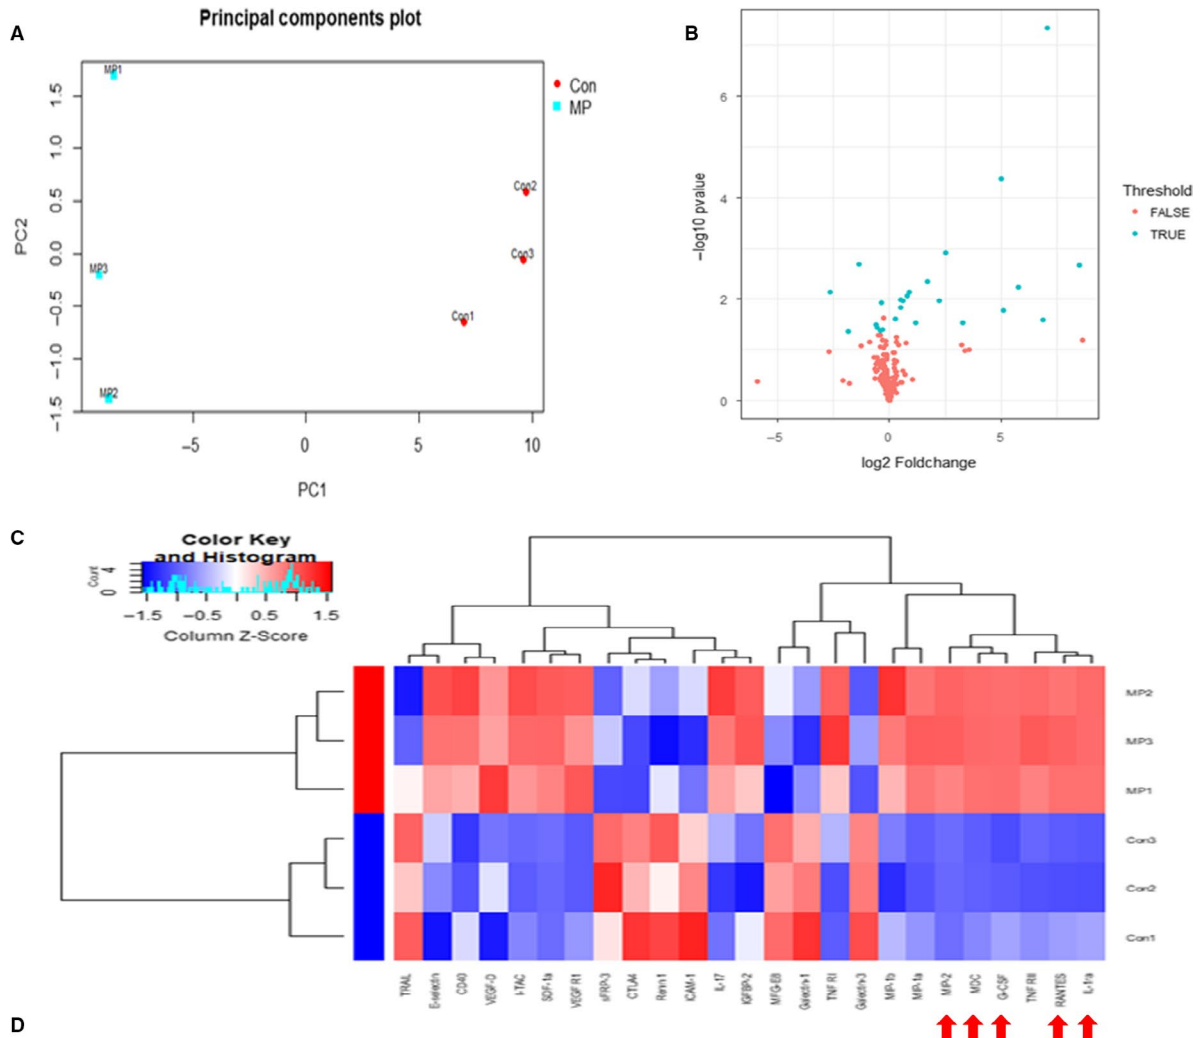 Principal components plot
A
MP1
MP3
MP2
Con2
Con3
Con1
Con
MP
PC2
1.5
1.0
0.5
0.0
−0.5
−1.0
−1.5
−5
0
5
10
PC1
B
−log10 pvalue
6
4
2
0
−5
0
5
log2 Foldchange
Threshold
FALSE
TRUE
C
Color Key
and Histogram
Count
0 4
−1.5 −0.5 0.5 1.5
Column Z-Score
MP2
MP3
MP1
Con3
Con2
Con1
TRAIL
E-selectin
CD40
VEGF-D
I-TAC
SDF-1a
VEGF R1
sFRP-3
CTLA4
Renin1
ICAM-1
IL-17
IGFBP-2
MFG-E8
Galectin-1
TNF RI
Galectin-3
MIP-1b
MIP-1a
MIP-2
MDC
G-CSF
TNF RII
RANTES
IL-1ra
D